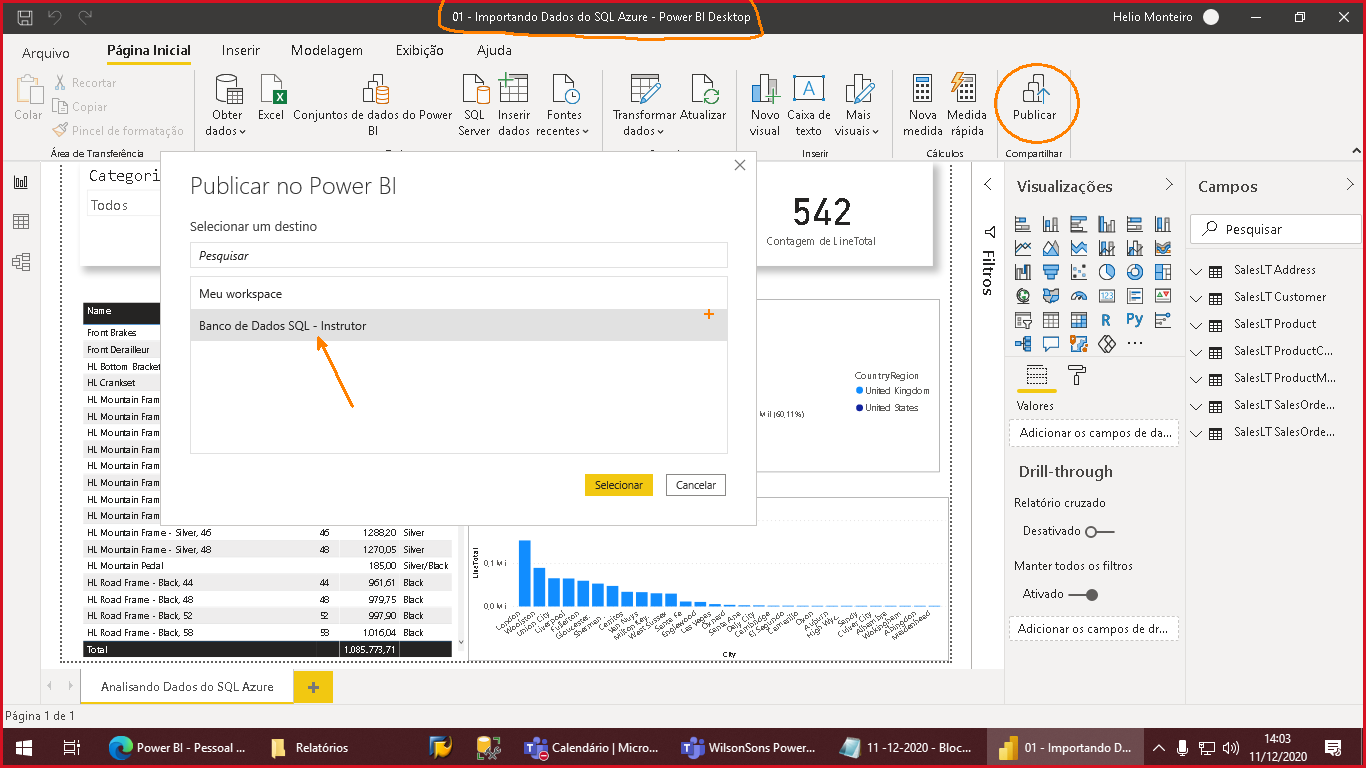 01 - Importando Dados do SQL Azure - Power BI Desktop
Helio Monteiro
Arquivo
Página Inicial
Inserir
Modelagem
Exibição
Ajuda
Colar
Recortar
Copiar
Pincel de formatação
Área de Transferência
Obter
dados
Excel
Conjuntos de dados do Power
BI
SQL
Server
Inserir
dados
Fontes
recentes
Transformar
dados
Atualizar
Novo
visual
Caixa de
texto
Mais
visuais
Inserir
Nova
medida
Medida
rápida
Cálculos
Publicar
Compartilhar
Categori
Todos
Publicar no Power BI
Selecionar um destino
Pesquisar
Meu workspace
Banco de Dados SQL - Instrutor
Selecionar
Cancelar
542
Contagem de LineTotal
Name
Front Brakes
Front Derailleur
HL Bottom Bracket
HL Crankset
HL Mountain Fram
HL Mountain Fram
HL Mountain Fram
HL Mountain Fram
HL Mountain Fram
HL Mountain Fram
HL Mountain Fram
HL Mountain Fram
HL Mountain Frame - Silver, 46 46 1288,20 Silver
HL Mountain Frame - Silver, 48 48 1270,05 Silver
HL Mountain Pedal 185,00 Silver/Black
HL Road Frame - Black, 44 44 961,61 Black
HL Road Frame - Black, 48 48 979,75 Black
HL Road Frame - Black, 52 52 997,90 Black
HL Road Frame - Black, 58 58 1.016,04 Black
Total 1.085.773,71
CountryRegion
United Kingdom
United States
Mil (60,11%)
LineTotal
0,1 Mi
0,0 Mi
London
Woolston
Union City
Liverpool
Fullerton
Gloucester...
Sherman ...
Cerritos
Van Nuys
Milton Key...
West Sussex
Santa Fe
Englewood
Las Vegas
Oxnard
Santa Ana
Daly City
Cambridge
El Segundo
Camarillo
Oxon
Auburn
High Wyc...
Sandy
Culver City
Alhambra
Wokingham
Abingdon
Maidenhead
City
Filtros
Visualizações
R
Py
Valores
Adicionar os campos de da...
Drill-through
Relatório cruzado
Desativado
Manter todos os filtros
Ativado
Adicionar os campos de dr...
Campos
Pesquisar
SalesLT Address
SalesLT Customer
SalesLT Product
SalesLT ProductC...
SalesLT ProductM...
SalesLT SalesOrde...
SalesLT SalesOrde...
Analisando Dados do SQL Azure
Página 1 de 1
Power BI - Pessoal ...
Relatórios
Calendário | Micro...
WilsonSons Power...
11 -12-2020 - Bloc...
01 - Importando D...
14:03
11/12/2020